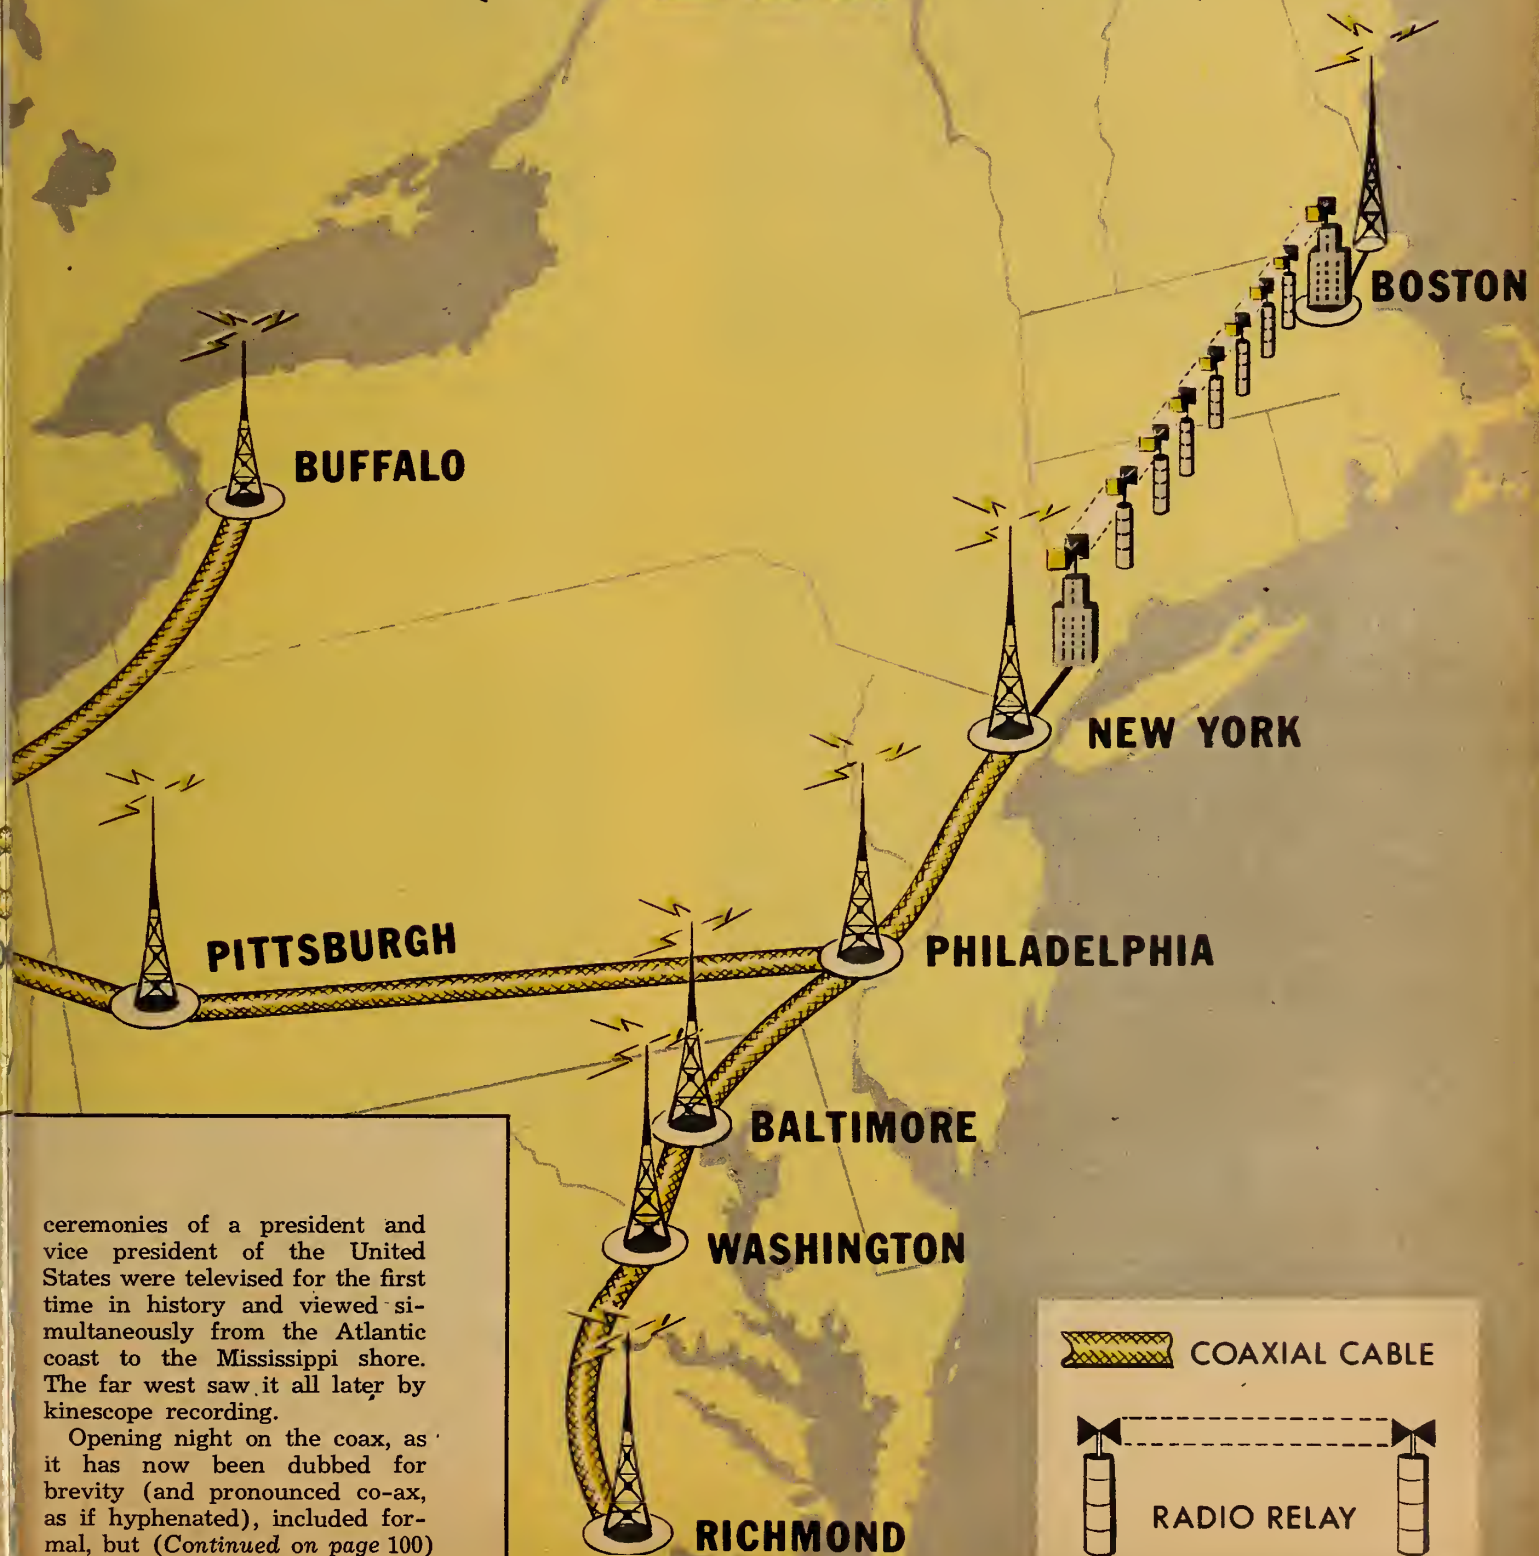 BOSTON
BUFFALO
NEW YORK
PITTSBURGH
PHILADELPHIA
BALTIMORE
WASHINGTON
RICHMOND
ceremonies of a president and
vice president of the United
States were televised for the first
time in history and viewed si-
multaneously from the Atlantic
coast to the Mississippi shore.
The far west saw it all later by
kinescope recording.
Opening night on the coax, as
it has now been dubbed for
brevity (and pronounced co-ax,
as if hyphenated), included for-
mal, but (Continued on page 100)
COAXIAL CABLE
RADIO RELAY